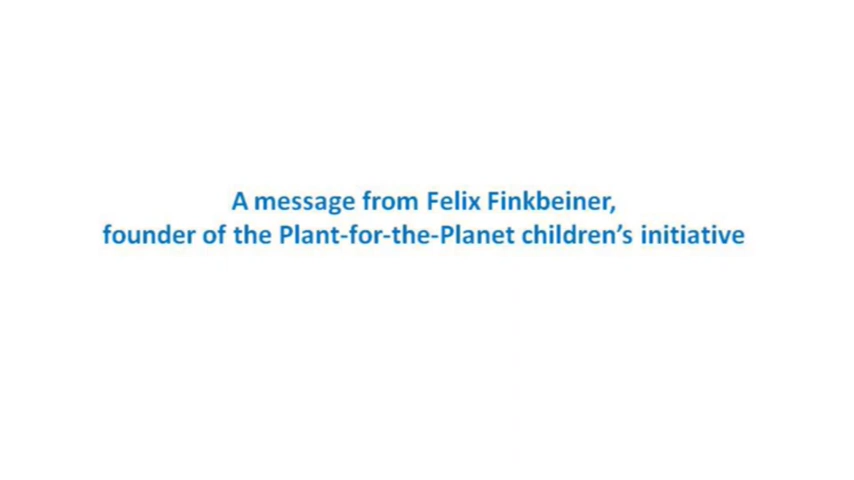 A message from Felix Finkbeiner,
founder of the Plant-for-the-Planet children’s initiative